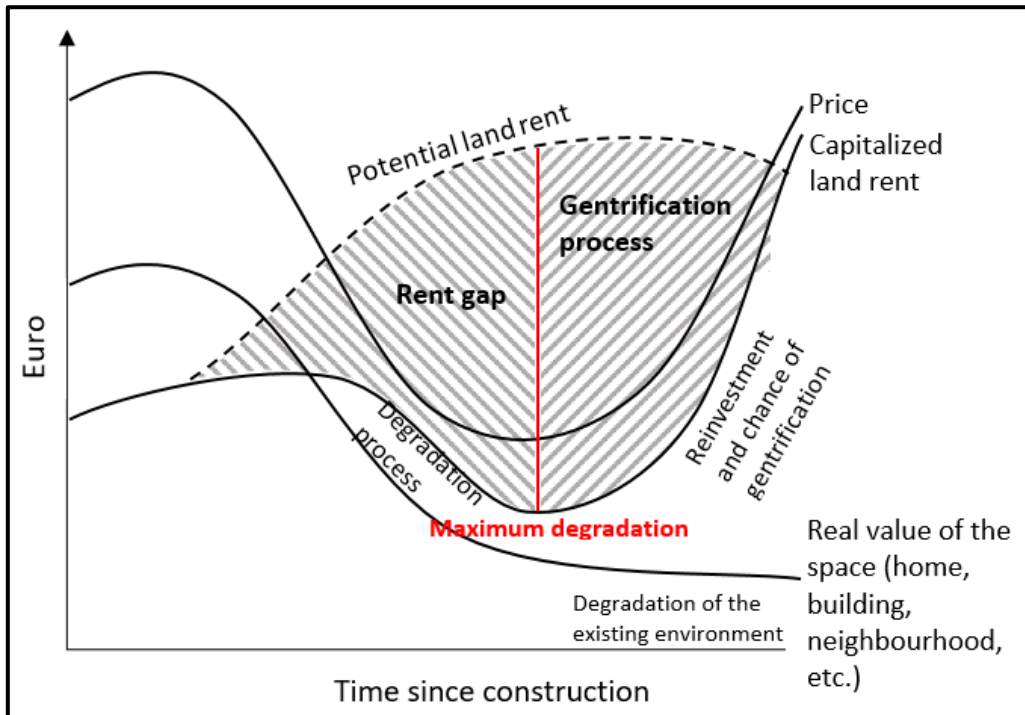 Euro
Potential land rent
Price
Capitalized
land rent
Gentrification
process
Rent gap
Degradation
process
Reinvestment
and chance of
gentrification
Maximum degradation
Real value of the
space (home,
building,
neighbourhood,
etc.)
Degradation of the
existing environment
Time since construction